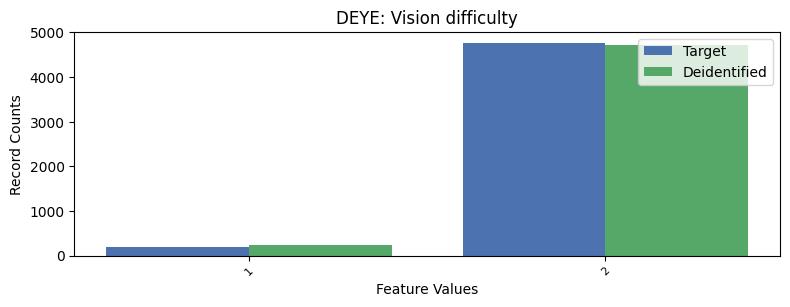 DEYE: Vision difficulty
Target
Deidentified
5000
4000
3000
2000
1000
0
Record Counts
1
2
Feature Values